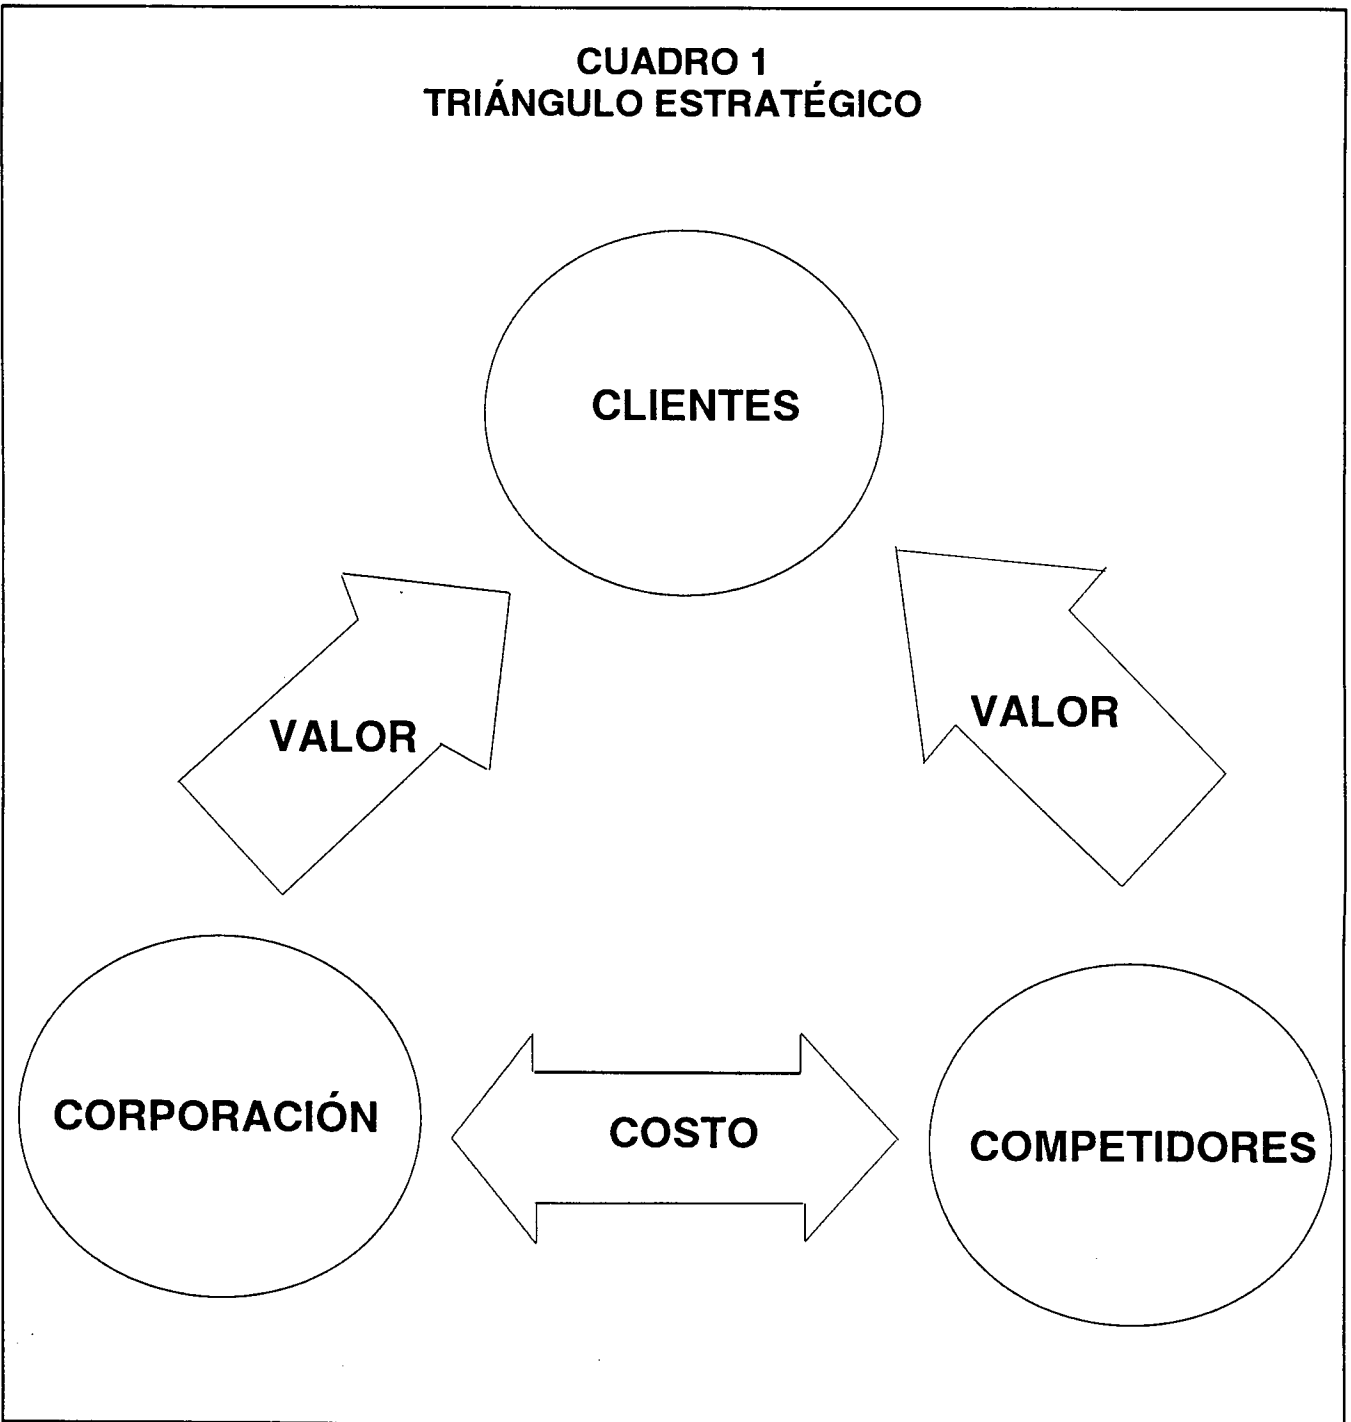 CUADRO 1
TRIÁNGULO ESTRATÉGICO
CLIENTES
VALOR
VALOR
CORPORACIÓN
COSTO
COMPETIDORES